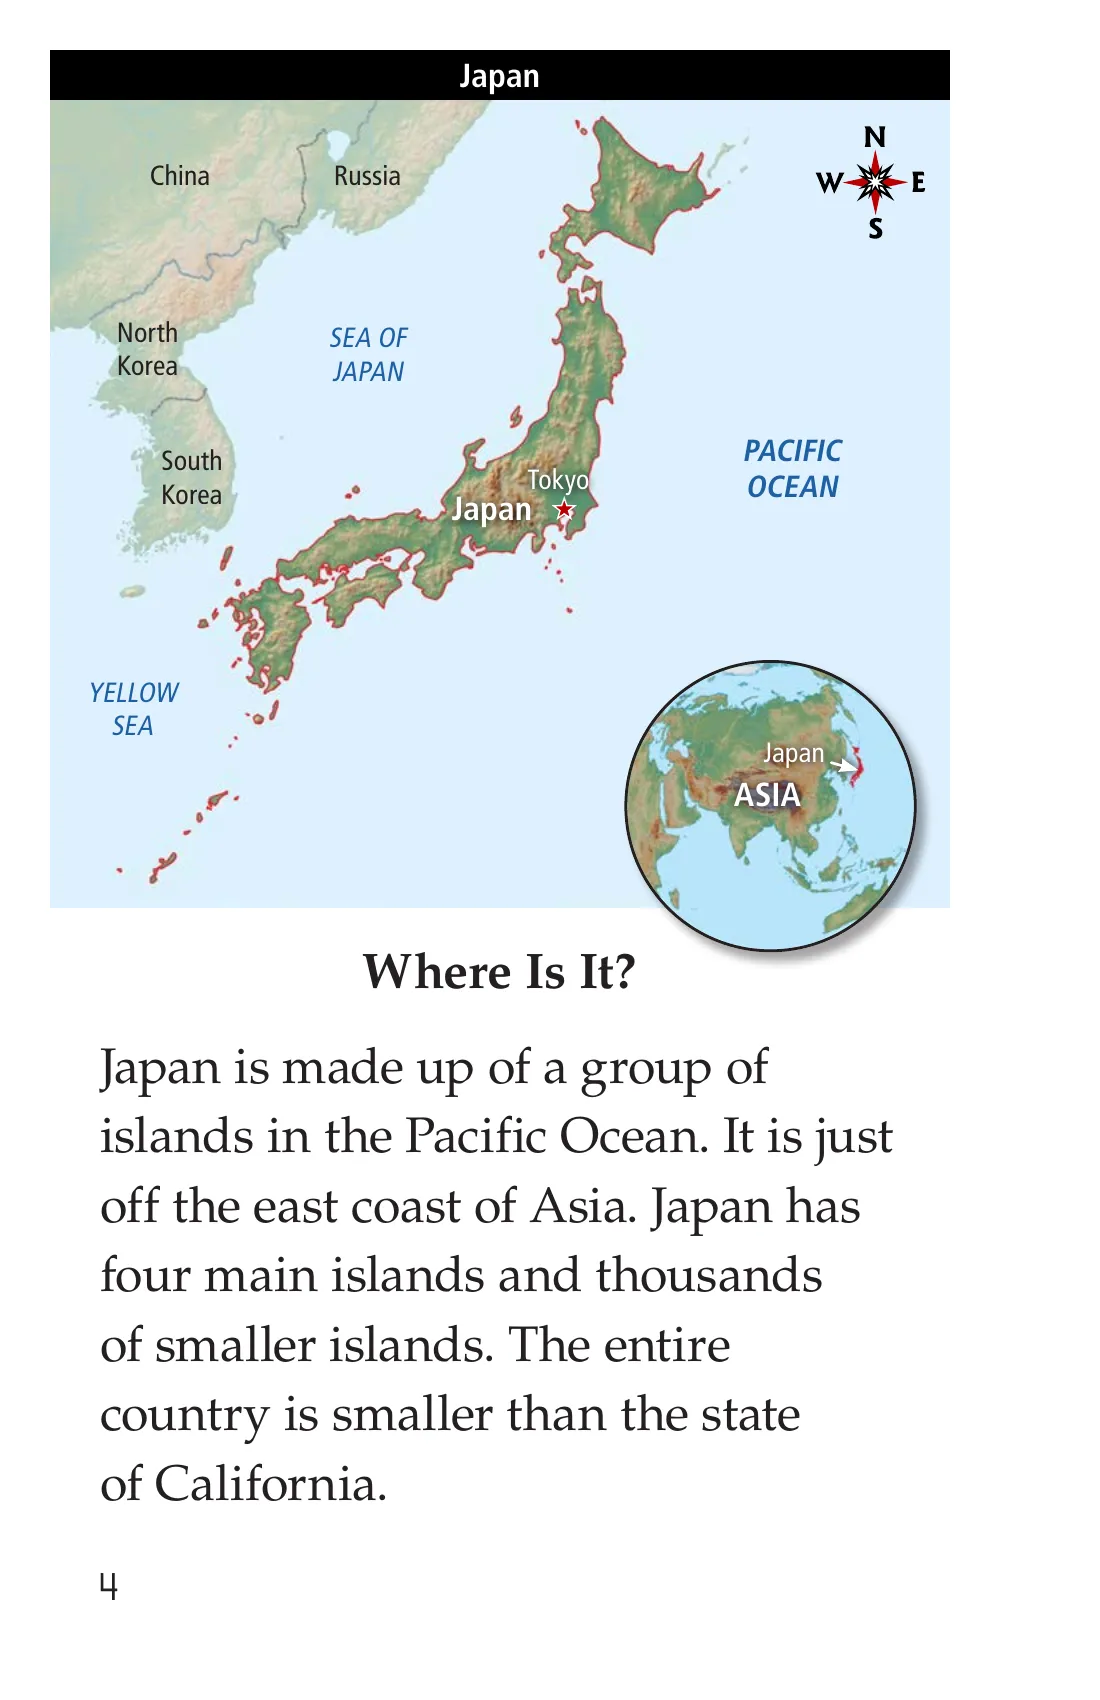 Japan
N
W E
S
China
Russia
North
Korea
SEA OF
JAPAN
South
Korea
PACIFIC
OCEAN
Tokyo
Japan
YELLOW
SEA
Japan
ASIA
Where Is It?
Japan is made up of a group of
islands in the Pacific Ocean. It is just
off the east coast of Asia. Japan has
four main islands and thousands
of smaller islands. The entire
country is smaller than the state
of California.
4